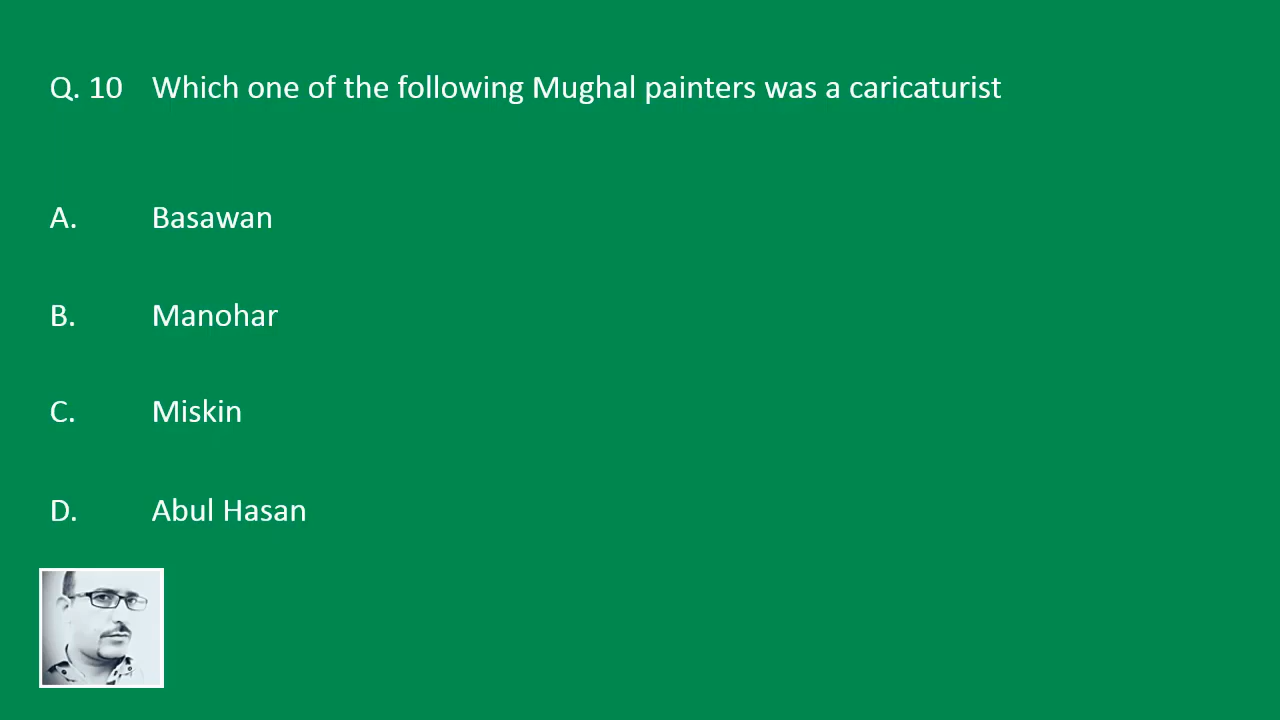 Q. 10 Which one of the following Mughal painters was a caricaturist
A. Basawan
B. Manohar
C. Miskin
D. Abul Hasan